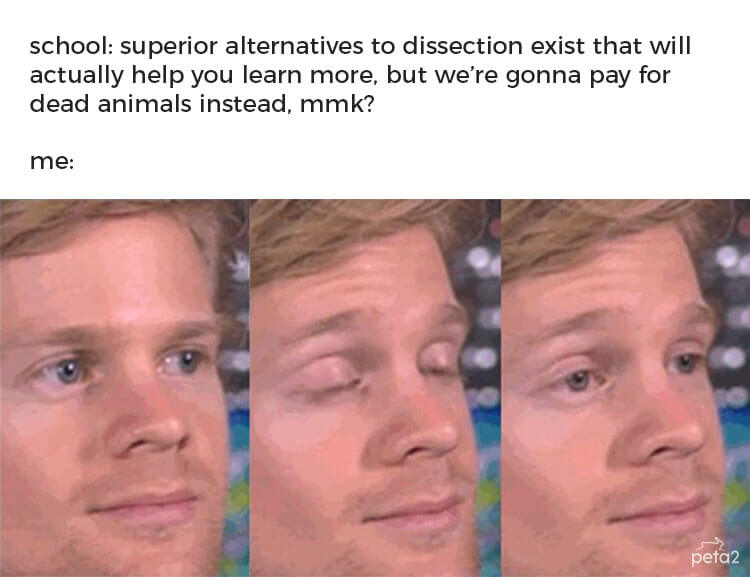 school: superior alternatives to dissection exist that will
actually help you learn more, but we’re gonna pay for
dead animals instead, mmk?
me:
peta2